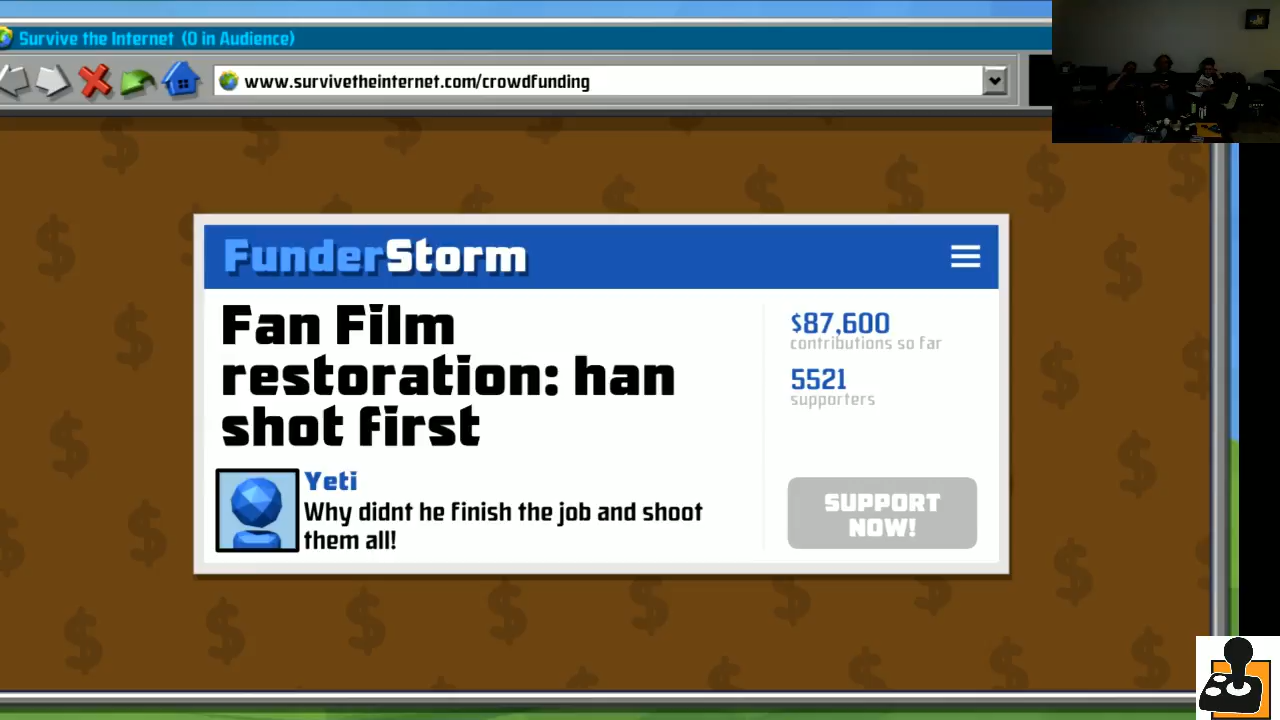 Survive the Internet (0 in Audience)
www.survivetheinternet.com/crowdfunding
FunderStorm
Fan Film
restoration: han
shot first
$87,600
contributions so far
5521
supporters
Yeti
Why didnt he finish the job and shoot
them all!
SUPPORT
NOW!